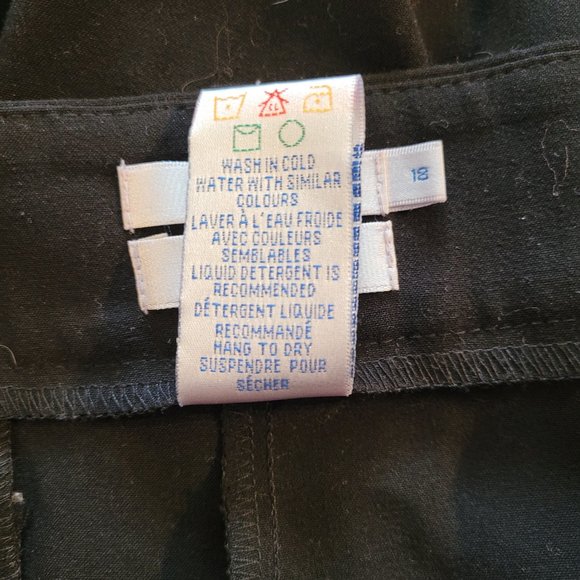 CL
WASH IN COLD
WATER WITH SIMILAR
COLOURS
LAVER À L'EAU FROIDE
AVEC COULEURS
SEMBLABLES
LIQUID DETERGENT IS
RECOMMENDED
DÉTERGENT LIQUIDE
RECOMMANDÉ
HANG TO DRY
SUSPENDRE POUR
SÉCHER
18